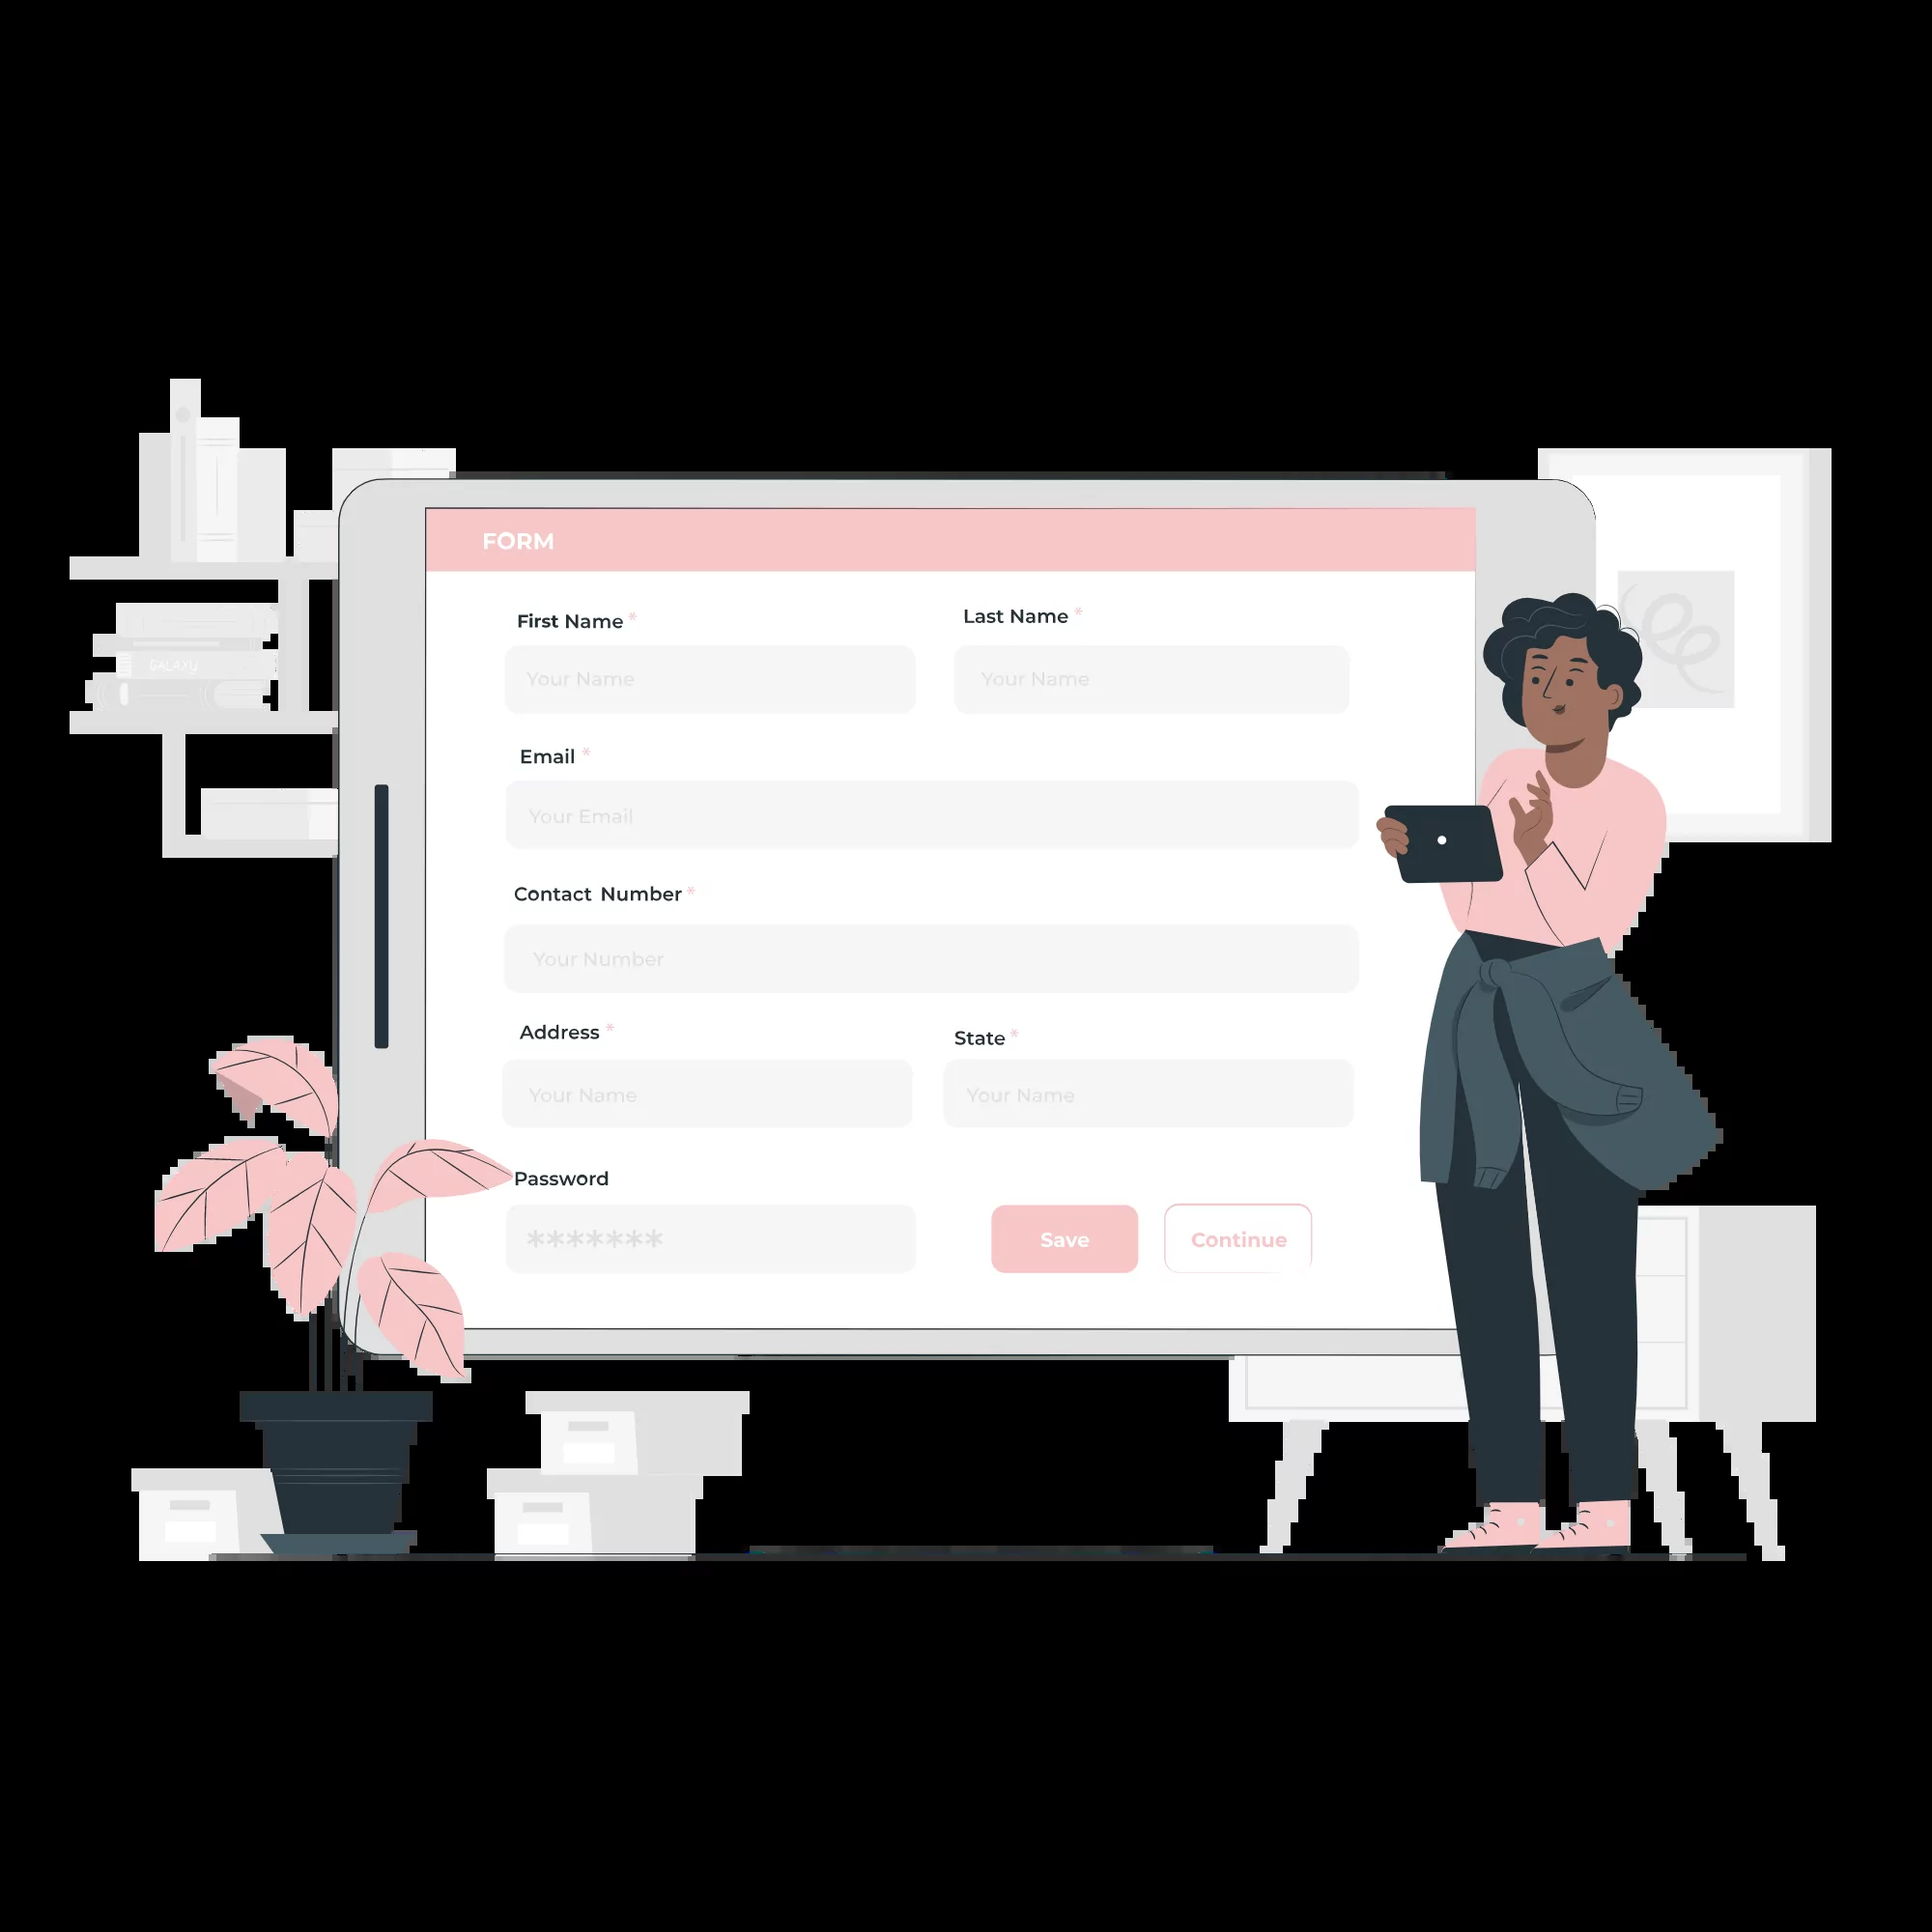 FORM
First Name *
Last Name *
Your Name
Your Name
Email *
Your Email
Contact Number *
Your Number
Address *
State *
Your Name
Your Name
Password
*******
Save
Continue
GALAXY